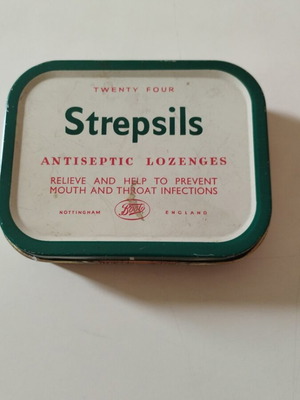 TWENTY FOUR
Strepsils
ANTISEPTIC LOZENGES
RELIEVE AND HELP TO PREVENT
MOUTH AND THROAT INFECTIONS
NOTTINGHAM Boots ENGLAND